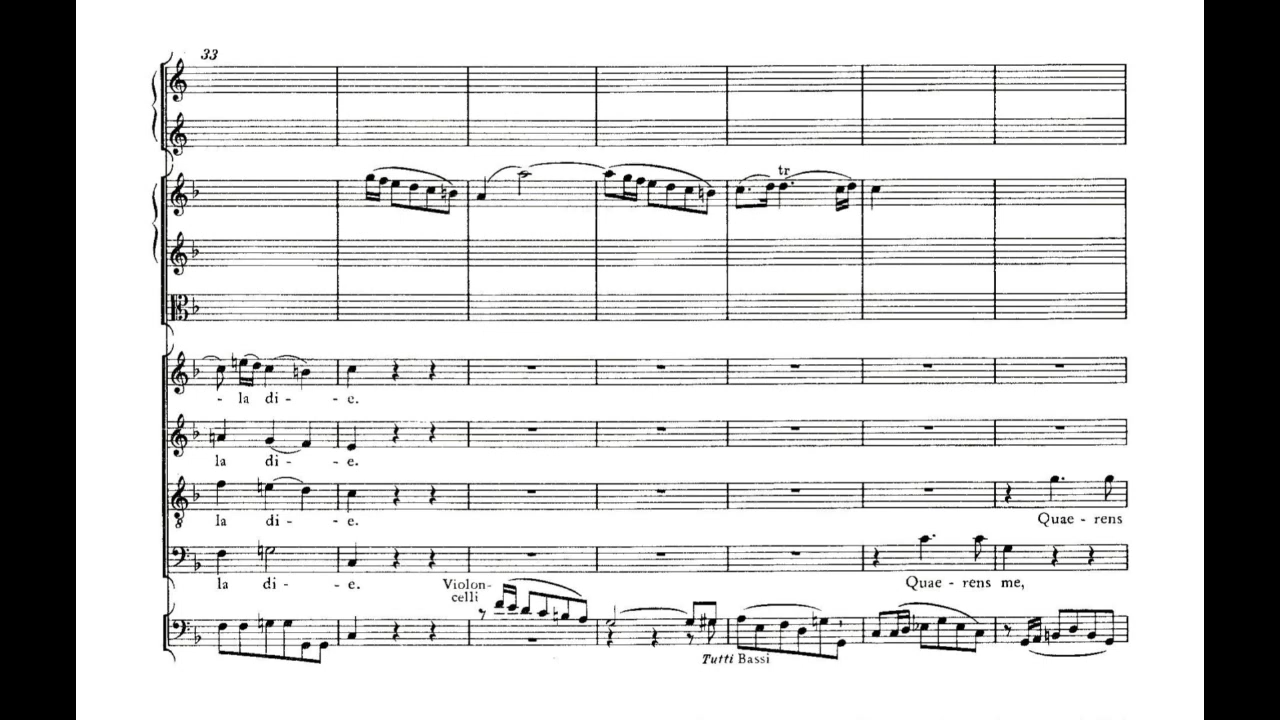 33
tr
- la di - - e.
la di - - e.
la di - - e.
Quae - rens
la di - - e.
Quae - rens me,
Violon-
celli
8
Tutti Bassi